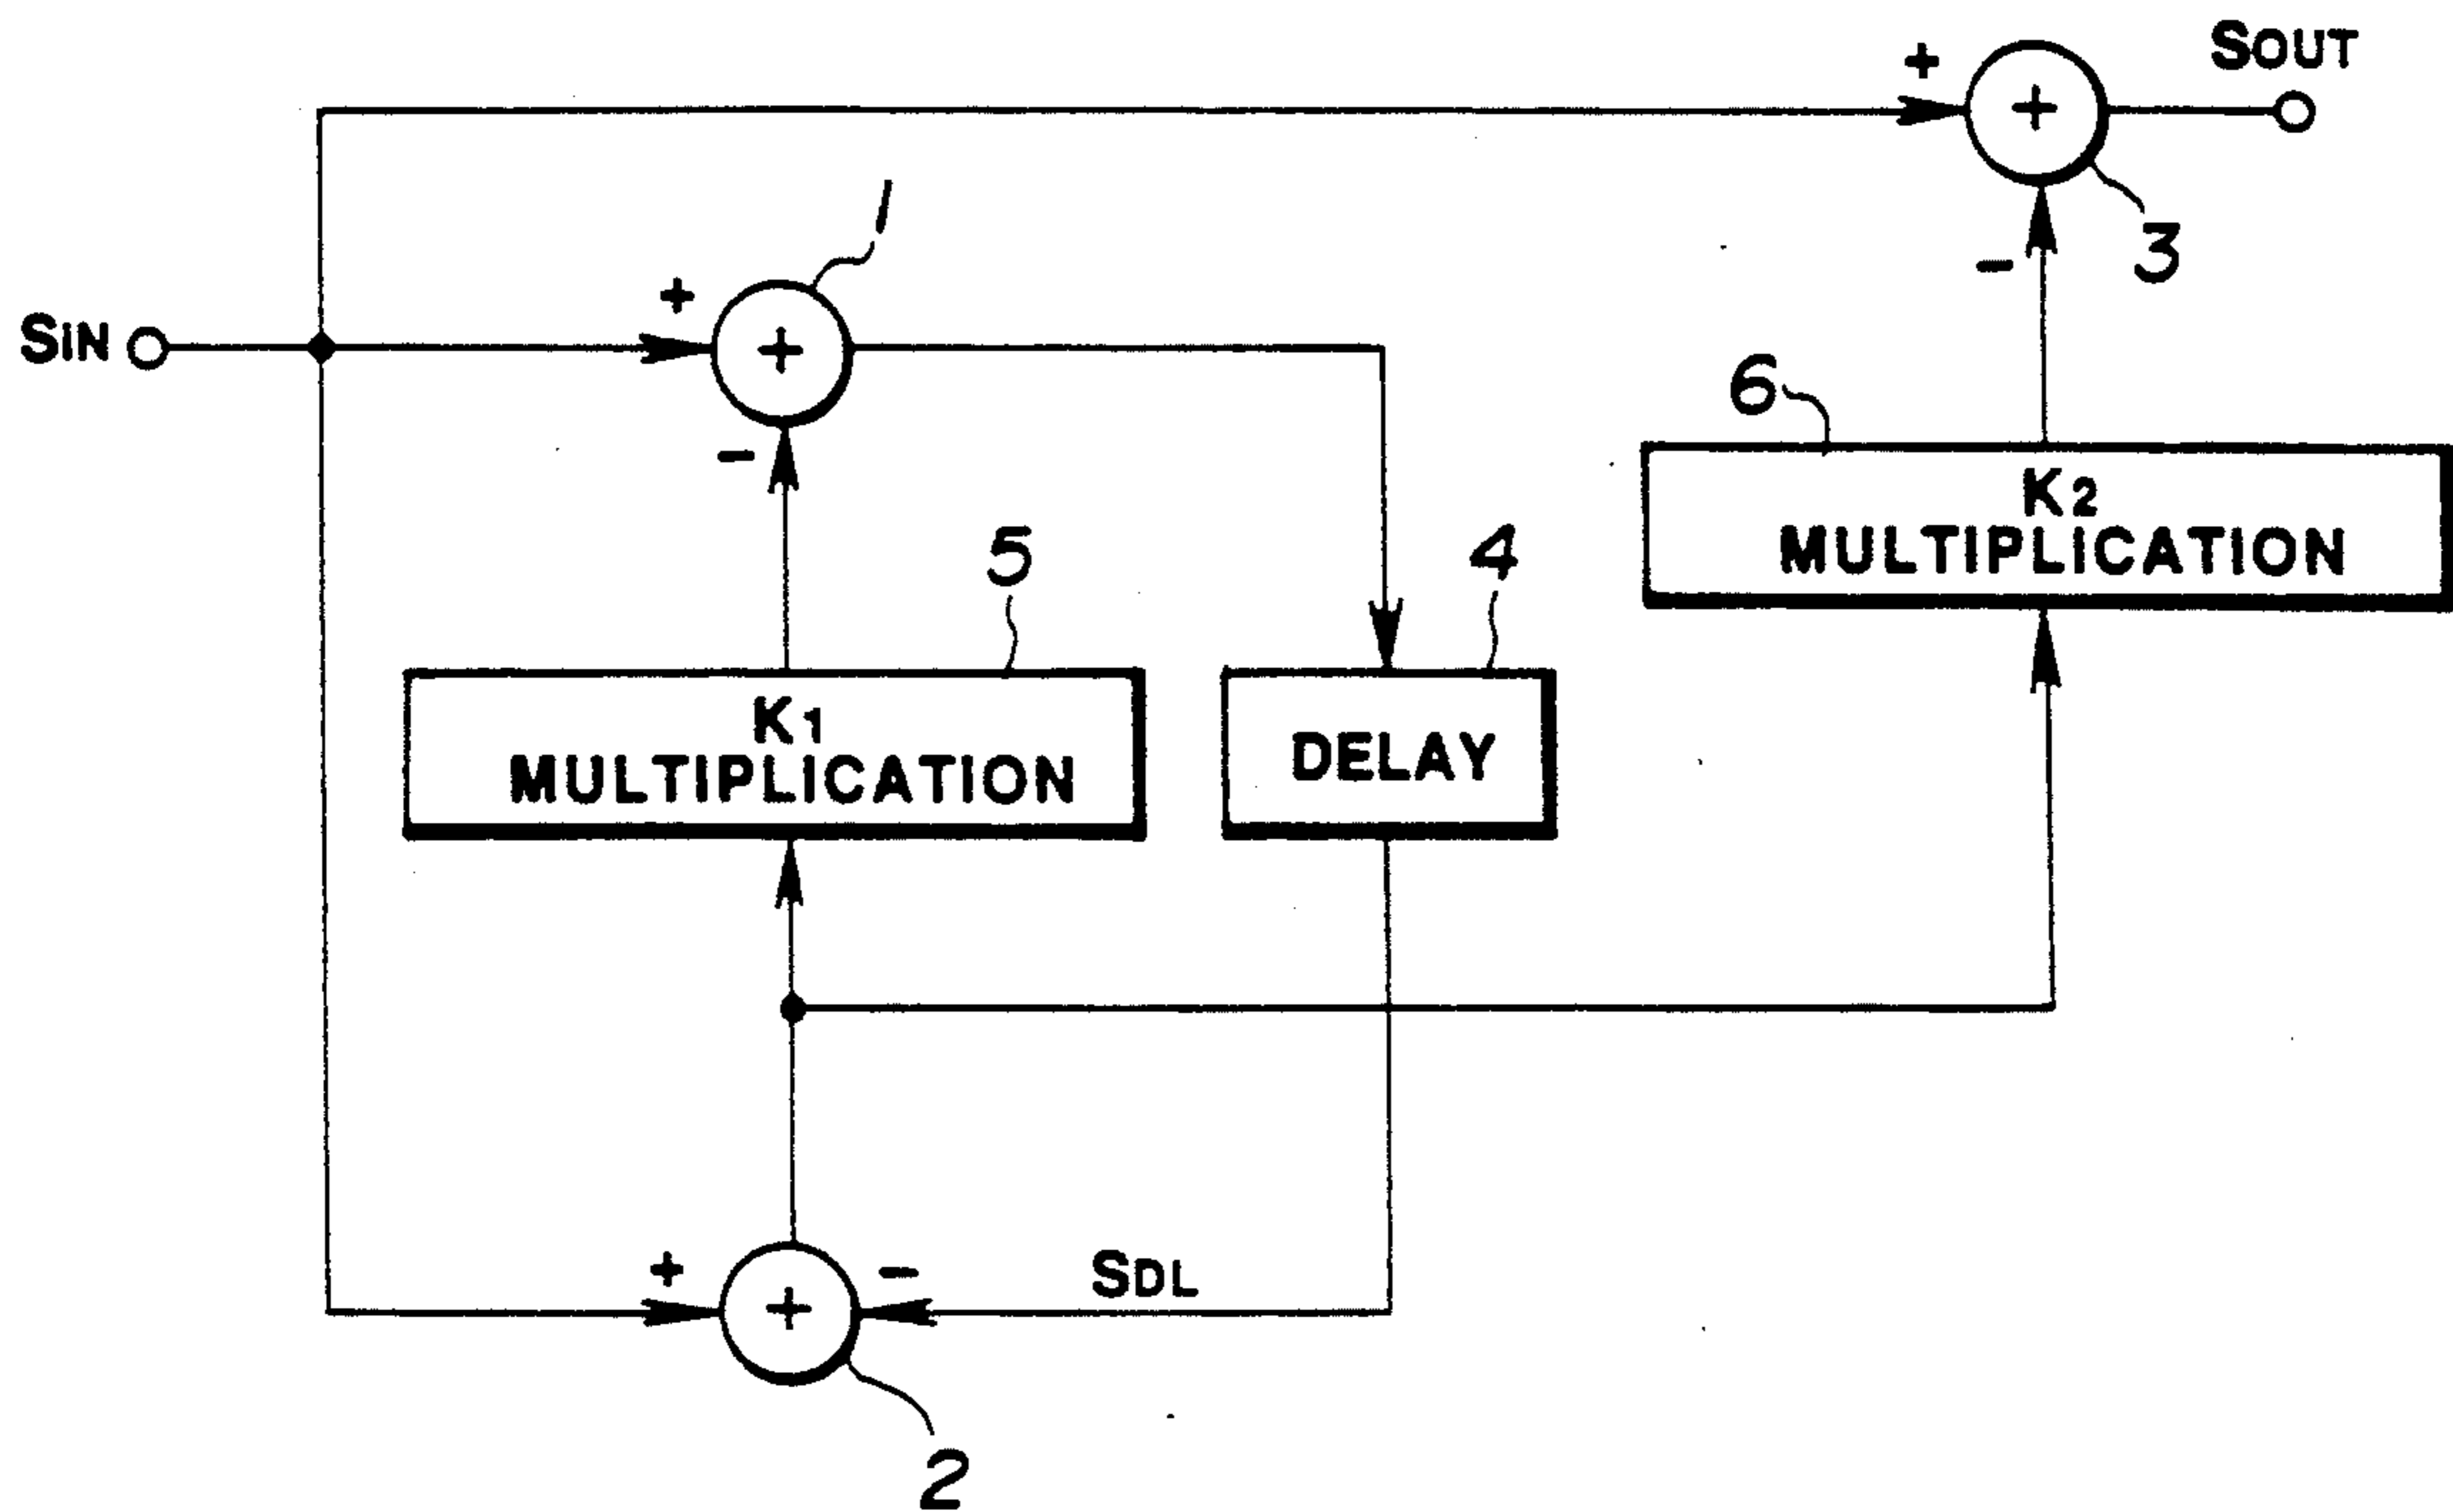 SOUT
+
+
3
-
1
+
+
SIN
-
6
K2
MULTIPLICATION
5
4
K1
MULTIPLICATION
DELAY
+
+
-
SDL
2